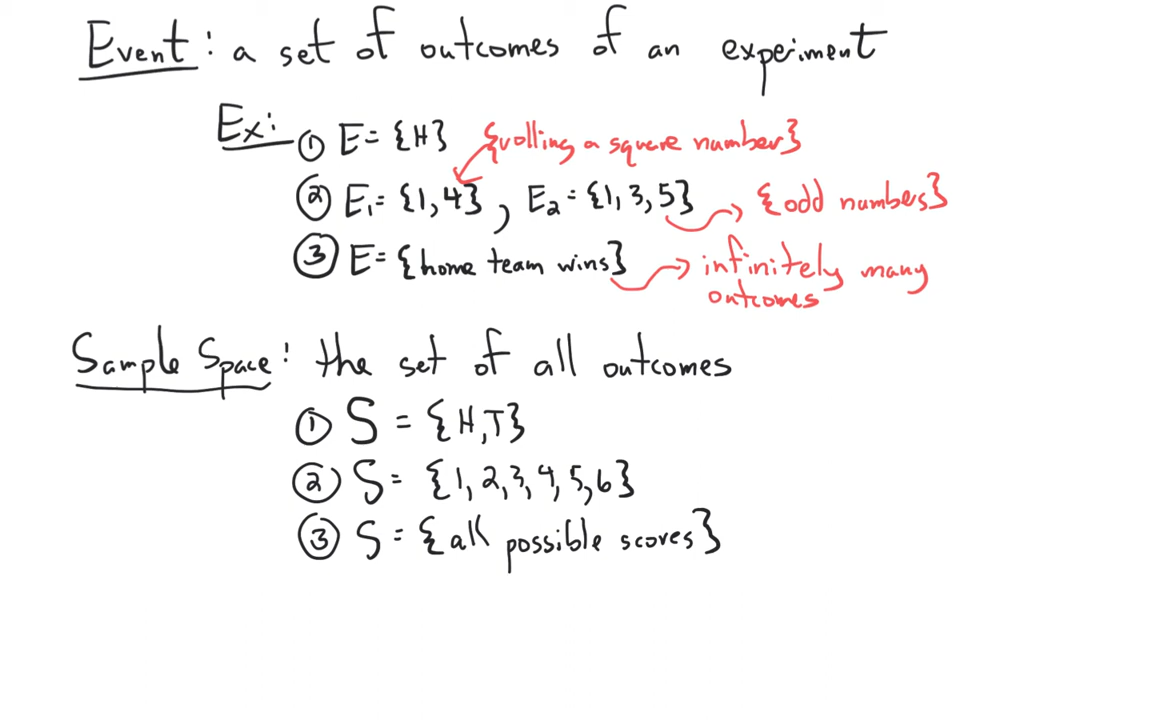 Event: a set of outcomes of an experiment
Ex: ① E = {H} {rolling a square number}
② E₁ = {1, 4} , E₂ = {1, 3, 5} {odd numbers}
③ E = {home team wins} infinitely many
outcomes
Sample Space: the set of all outcomes
① S = {H, T}
② S = {1, 2, 3, 4, 5, 6}
③ S = {all possible scores}